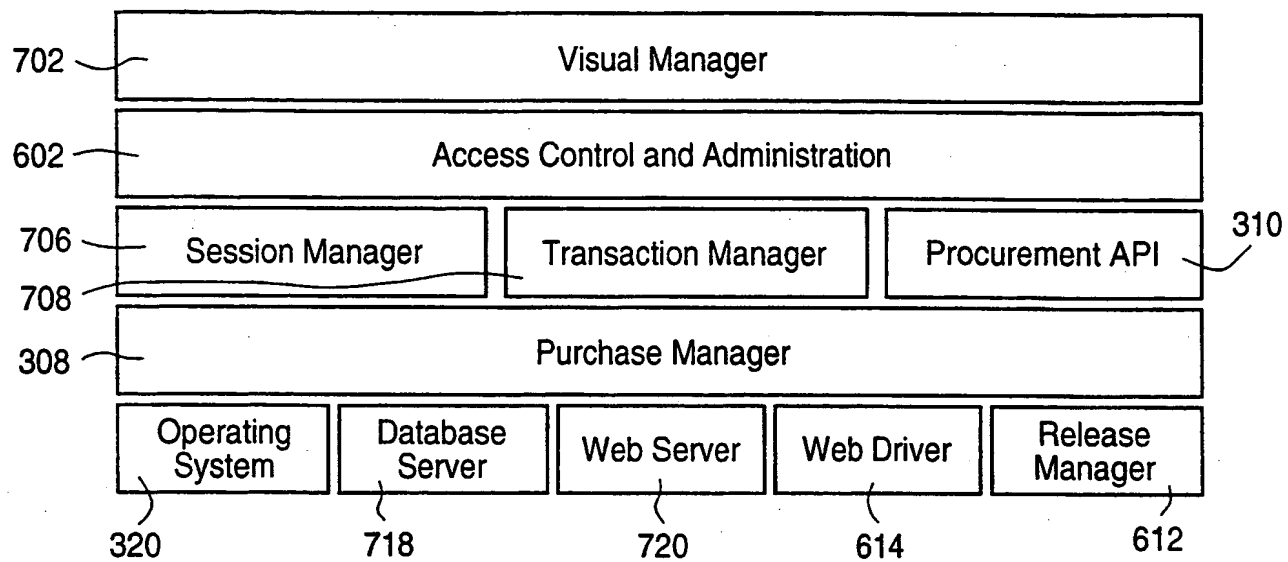 702
Visual Manager
602
Access Control and Administration
706
Session Manager
Transaction Manager
Procurement API
310
708
308
Purchase Manager
Operating
System
Database
Server
Web Server
Web Driver
Release
Manager
320
718
720
614
612